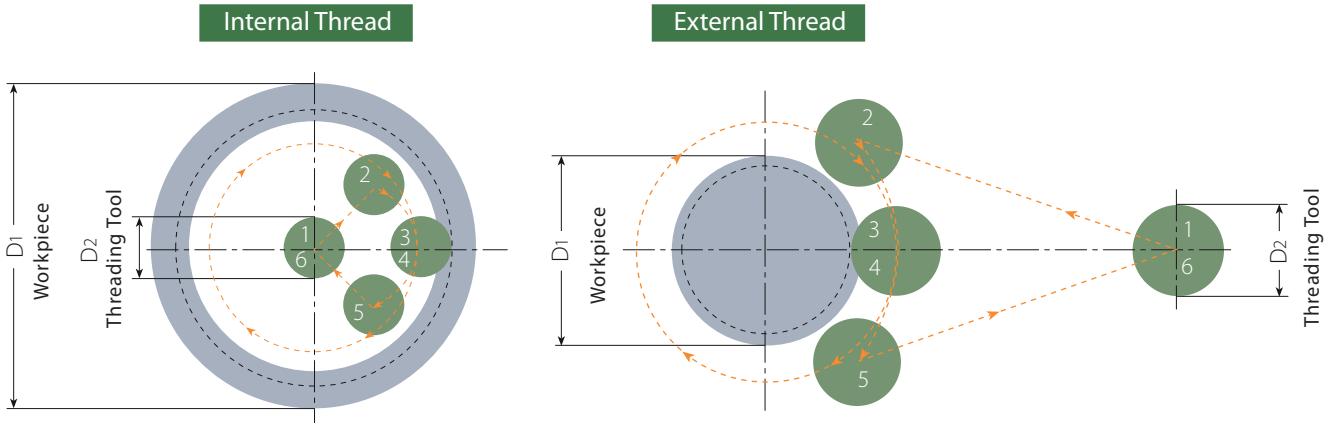 Internal Thread
External Thread
D1
Workpiece
D2
Threading Tool
1
6
2
3
4
5
D1
Workpiece
2
3
4
5
1
6
D2
Threading Tool